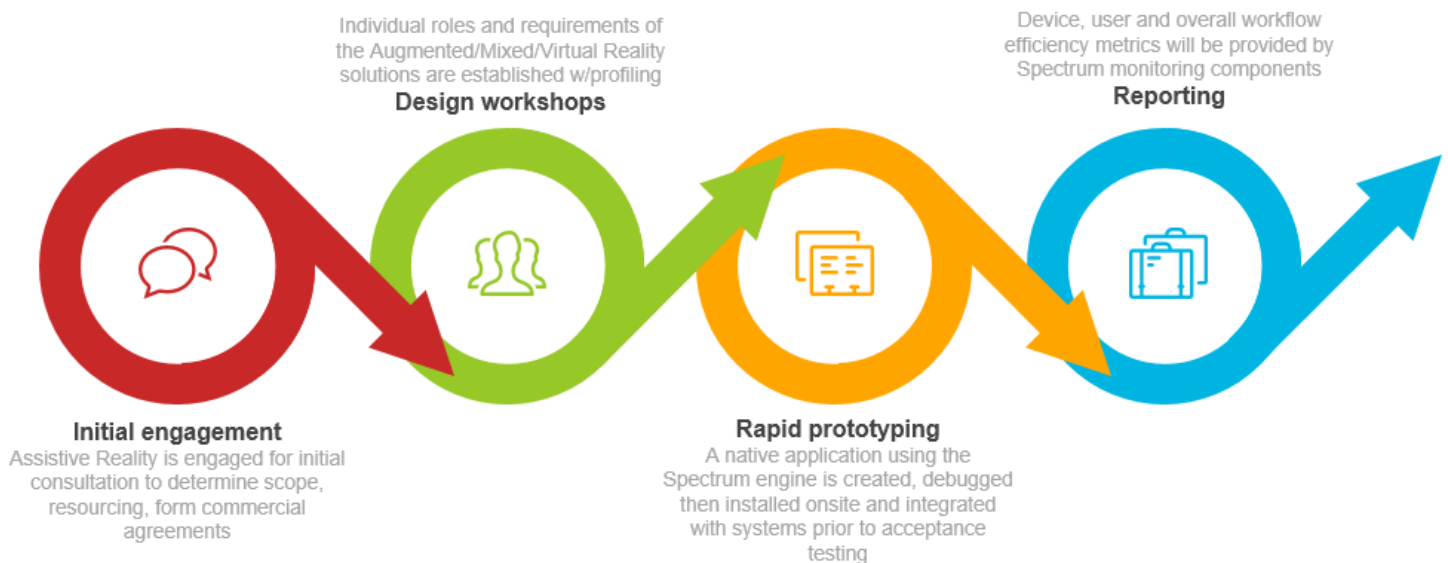 Initial engagement
Assistive Reality is engaged for initial
consultation to determine scope,
resourcing, form commercial
agreements
Individual roles and requirements of
the Augmented/Mixed/Virtual Reality
solutions are established w/profiling
Design workshops
Rapid prototyping
A native application using the
Spectrum engine is created, debugged
then installed onsite and integrated
with systems prior to acceptance
testing
Device, user and overall workflow
efficiency metrics will be provided by
Spectrum monitoring components
Reporting